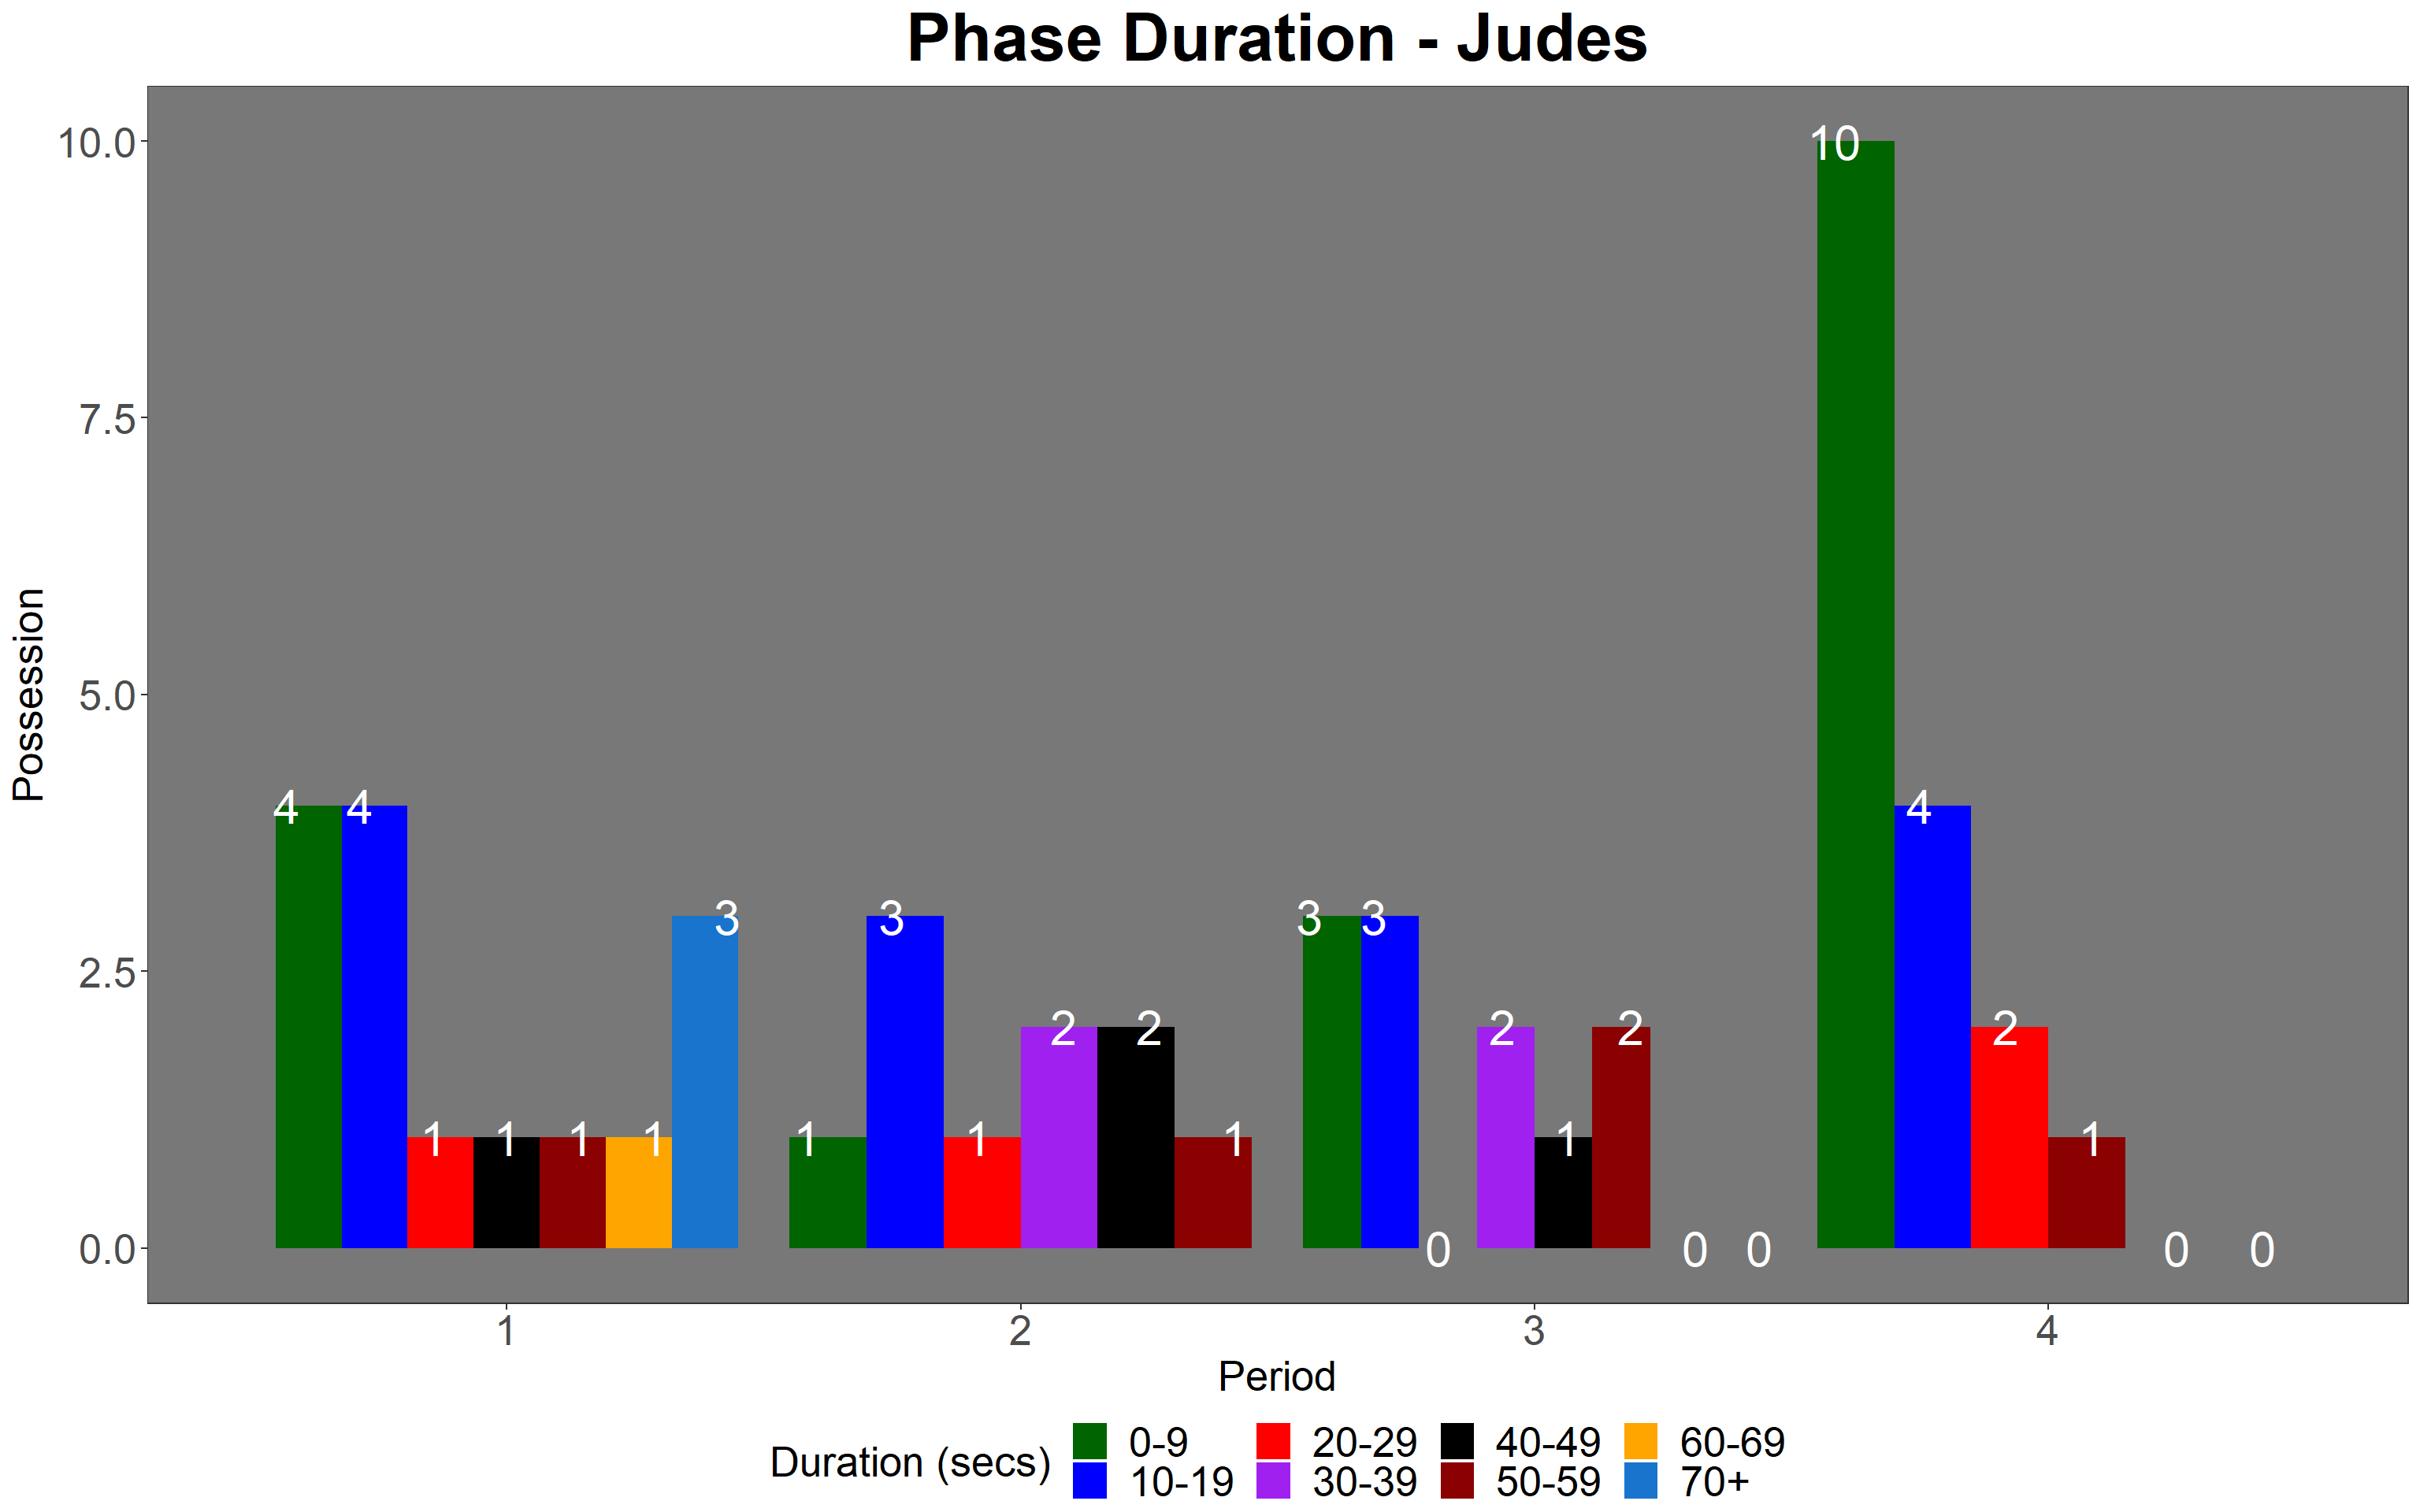 Phase Duration - Judes
10.0
7.5
5.0
2.5
0.0
Possession
4 4 1 1 1 1 3
1 3 1 2 2 1
3 3 0 2 1 2 0 0
10 4 2 1 0 0
1 2 3 4
Period
Duration (secs)
0-9 20-29 40-49 60-69
10-19 30-39 50-59 70+